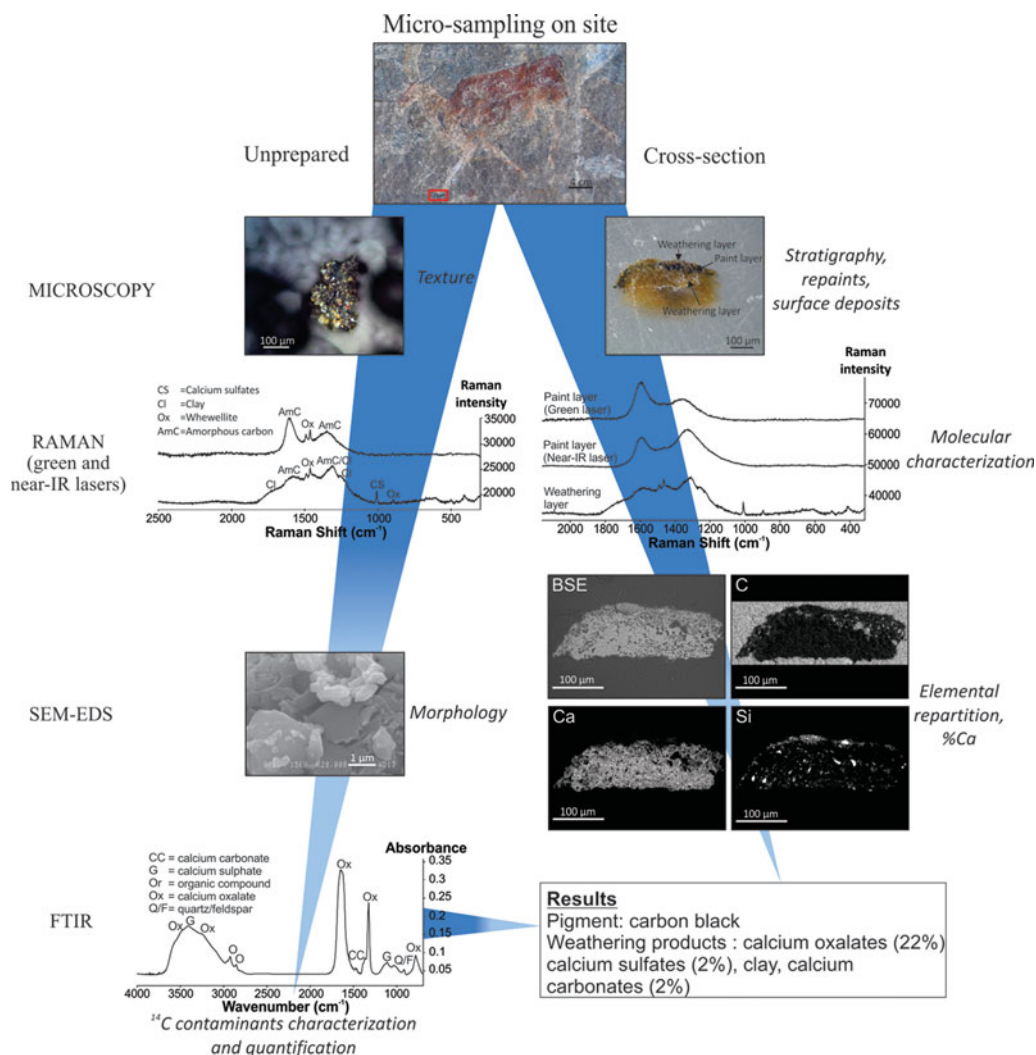 Micro-sampling on site
4 cm
Unprepared
Cross-section
MICROSCOPY
100 µm
Texture
Weathering layer
Paint layer
Weathering layer
100 µm
Stratigraphy,
repaints,
surface deposits
RAMAN
(green and
near-IR lasers)
CS =Calcium sulfates
Cl =Clay
Ox =Whewellite
AmC=Amorphous carbon
Raman
intensity
35000
30000
25000
20000
AmC
Ox
AmC
Cl
AmC
Ox
AmC/Cl
Cl
CS
Ox
2500
2000
1500
1000
500
Raman Shift (cm-1)
Raman
intensity
Paint layer
(Green laser)
70000
Paint layer
(Near-IR laser)
60000
50000
Weathering
layer
40000
2000
1600
1200
800
400
Raman Shift (cm-1)
Molecular
characterization
SEM-EDS
1 µm
Morphology
BSE
100 µm
C
100 µm
Ca
100 µm
Si
100 µm
Elemental
repartition,
%Ca
FTIR
CC = calcium carbonate
G = calcium sulphate
Or = organic compound
Ox = calcium oxalate
Q/F= quartz/feldspar
Absorbance
0.35
0.3
0.25
0.2
0.15
0.1
0.05
Ox
G
Ox
O
O
Ox
Ox
CC
G
Q/F
Ox
4000
3500
3000
2000
1500
1000
Wavenumber (cm-1)
14C contaminants characterization
and quantification
Results
Pigment: carbon black
Weathering products : calcium oxalates (22%)
calcium sulfates (2%), clay, calcium
carbonates (2%)